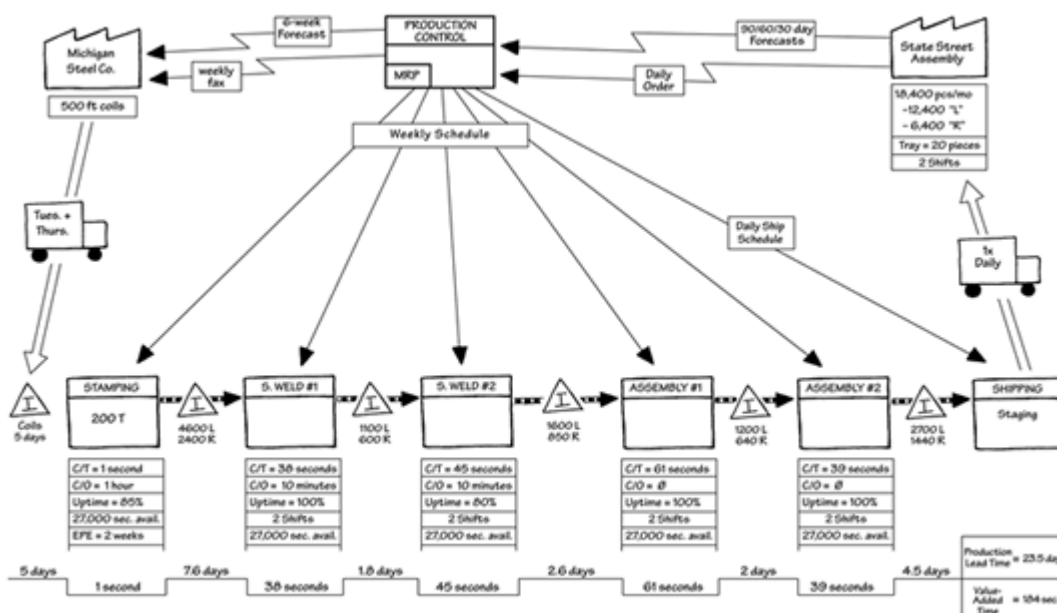 Michigan
Steel Co.
500 ft coils
6-week
Forecast
weekly
fax
PRODUCTION
CONTROL
MRP
90/60/30 day
Forecasts
Daily
Order
State Street
Assembly
18,400 pcs/mo
-12,400 "L"
- 6,400 "R"
Tray = 20 pieces
2 Shifts
Weekly Schedule
Tues. +
Thurs.
Daily Ship
Schedule
1x
Daily
I
Coils
5 days
STAMPING
200 T
I
4600 L
2400 R
S. WELD #1
I
1100 L
600 R
S. WELD #2
I
1600 L
850 R
ASSEMBLY #1
I
1200 L
640 R
ASSEMBLY #2
I
2700 L
1440 R
SHIPPING
Staging
C/T = 1 second
C/O = 1 hour
Uptime = 85%
27,000 sec. avail.
EPE = 2 weeks
C/T = 38 seconds
C/O = 10 minutes
Uptime = 100%
2 Shifts
27,000 sec. avail.
C/T = 45 seconds
C/O = 10 minutes
Uptime = 80%
2 Shifts
27,000 sec. avail.
C/T = 61 seconds
C/O = Ø
Uptime = 100%
2 Shifts
27,000 sec. avail.
C/T = 39 seconds
C/O = Ø
Uptime = 100%
2 Shifts
27,000 sec. avail.
5 days
1 second
7.6 days
38 seconds
1.8 days
45 seconds
2.6 days
61 seconds
2 days
39 seconds
4.5 days
Production
Lead Time = 23.5 day
Value-
Added = 184 sec
Time